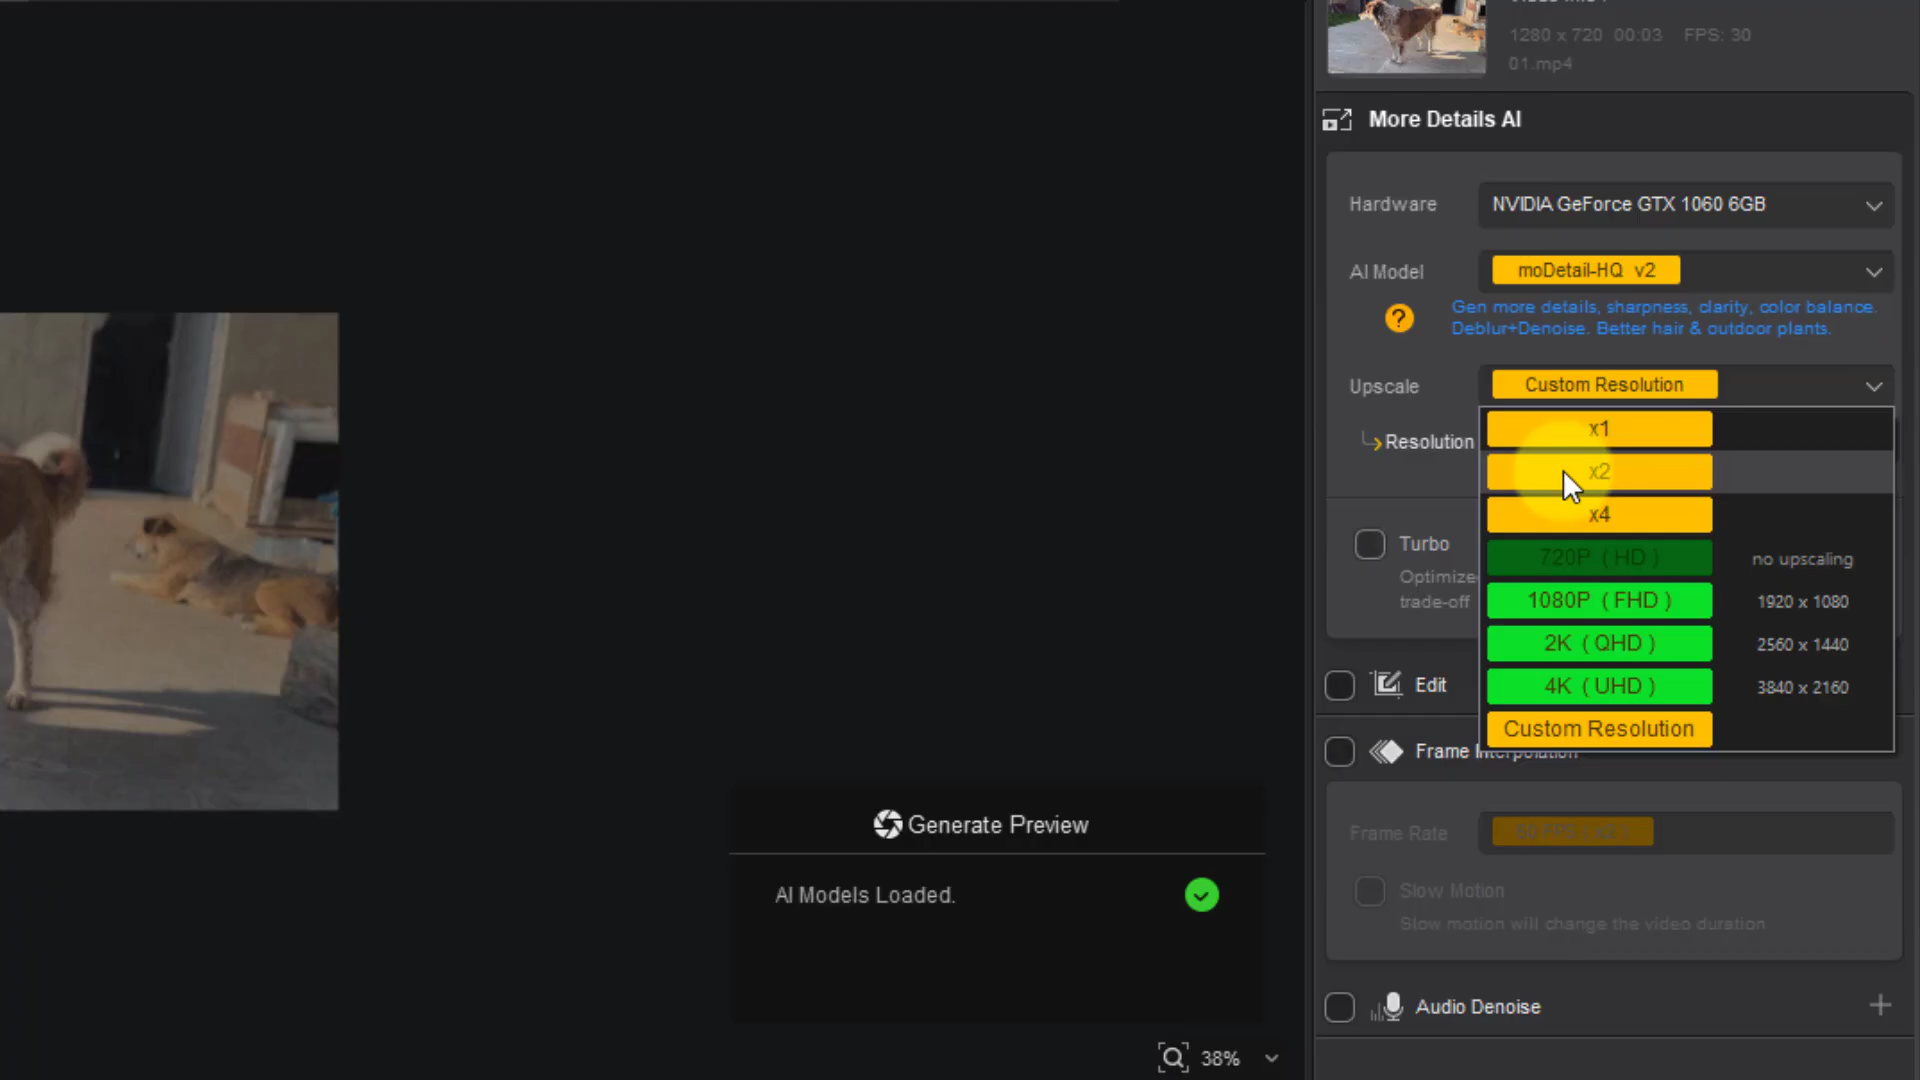 1280 x 720 00:03 FPS: 30
01.mp4
More Details AI
Hardware NVIDIA GeForce GTX 1060 6GB
AI Model moDetail-HQ v2
? Gen more details, sharpness, clarity, color balance.
Deblur+Denoise. Better hair & outdoor plants.
Upscale Custom Resolution
x1
Resolution
x2
x4
Turbo
720P ( HD ) no upscaling
Optimize
trade-off
1080P ( FHD ) 1920 x 1080
2K ( QHD ) 2560 x 1440
Edit
4K ( UHD ) 3840 x 2160
Custom Resolution
Frame Interpolation
Generate Preview
Frame Rate
AI Models Loaded.
Slow Motion
Slow motion will change the video duration
Audio Denoise
38%